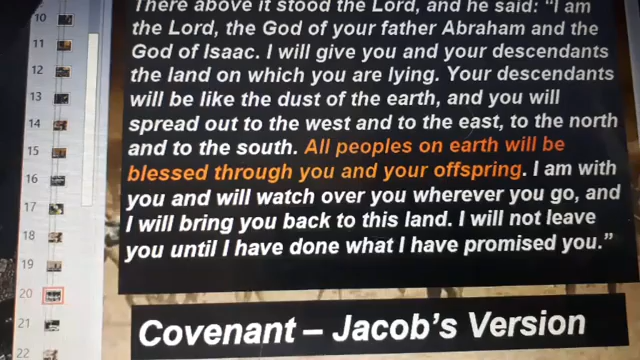 There above it stood the Lord, and he said: "I am
the Lord, the God of your father Abraham and the
God of Isaac. I will give you and your descendants
the land on which you are lying. Your descendants
will be like the dust of the earth, and you will
spread out to the west and to the east, to the north
and to the south. All peoples on earth will be
blessed through you and your offspring. I am with
you and will watch over you wherever you go, and
I will bring you back to this land. I will not leave
you until I have done what I have promised you."
Covenant – Jacob's Version
10
11
12
13
14
15
16
17
18
19
20
21
22